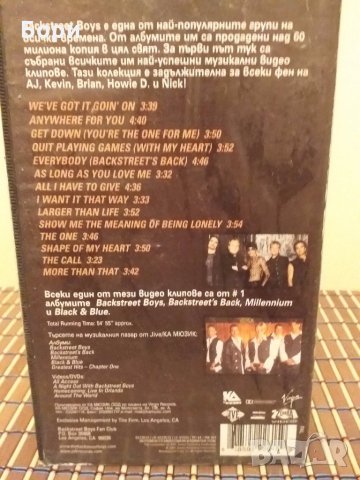 Бори
Backstreet Boys е една от най-популярните групи на
всички времена. От албумите им са продадени над 60
милиона копия в цял свят. За първи път тук са
събрани всичките им най-успешни музикални видео
клипове. Тази колекция е задължителна за всеки фен на
AJ, Kevin, Brian, Howie D. и Nick!
WE'VE GOT IT GOIN' ON 3:39
ANYWHERE FOR YOU 4:40
GET DOWN (YOU'RE THE ONE FOR ME) 3:50
QUIT PLAYING GAMES (WITH MY HEART) 3:52
EVERYBODY (BACKSTREET'S BACK) 4:46
AS LONG AS YOU LOVE ME 3:32
ALL I HAVE TO GIVE 4:36
I WANT IT THAT WAY 3:33
LARGER THAN LIFE 3:52
SHOW ME THE MEANING OF BEING LONELY 3:54
THE ONE 3:46
SHAPE OF MY HEART 3:50
THE CALL 3:23
MORE THAN THAT 3:42
Всеки един от тези видео клипове са от # 1
албумите Backstreet Boys, Backstreet's Back, Millennium
и Black & Blue.
Total Running Time: 54' 55" approx.
Търсете на музикалния пазар от Jive/КА МЮЗИК:
Албуми:
Backstreet Boys
Backstreet's Back
Millennium
Black & Blue
Greatest Hits – Chapter One
Videos/DVDs:
All Access
A Night Out With Backstreet Boys
Homecoming: Live In Orlando
Around The World
Exclusive Management by The Firm, Los Angeles, CA
Backstreet Boys Fan Club
Los Angeles, CA
KA
Virgin
JIVE
ZOMBA
VIDEO
bazar